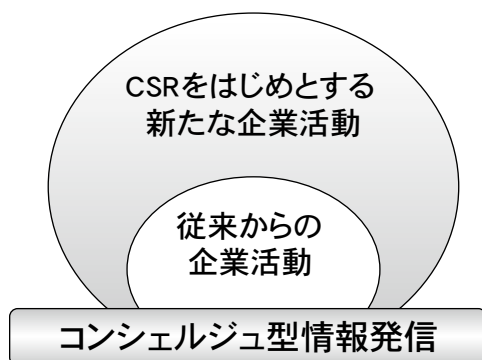 CSRをはじめとする
新たな企業活動
従来からの
企業活動
コンシェルジュ型情報発信